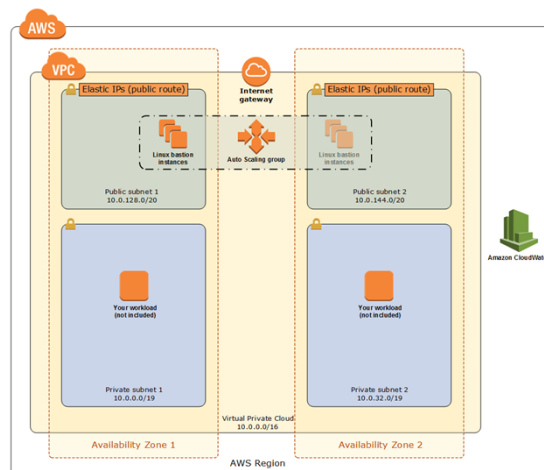 AWS
VPC
Internet
gateway
Elastic IPs (public route)
Elastic IPs (public route)
Linux bastion
instances
Auto Scaling group
Linux bastion
instances
Public subnet 1
10.0.128.0/20
Public subnet 2
10.0.144.0/20
Amazon CloudWat
Your workload
(not included)
Your workload
(not included)
Private subnet 1
10.0.0.0/19
Private subnet 2
10.0.32.0/19
Virtual Private Cloud
10.0.0.0/16
Availability Zone 1
Availability Zone 2
AWS Region